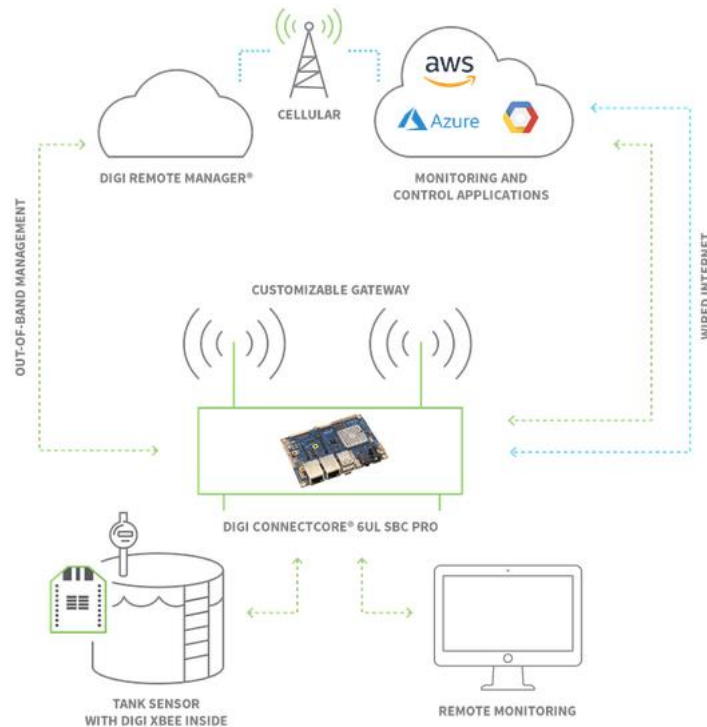 aws
Azure
CELLULAR
DIGI REMOTE MANAGER®
MONITORING AND
CONTROL APPLICATIONS
OUT-OF-BAND MANAGEMENT
WIRED INTERNET
CUSTOMIZABLE GATEWAY
DIGI CONNECTCORE® 6UL SBC PRO
TANK SENSOR
WITH DIGI XBEE INSIDE
REMOTE MONITORING